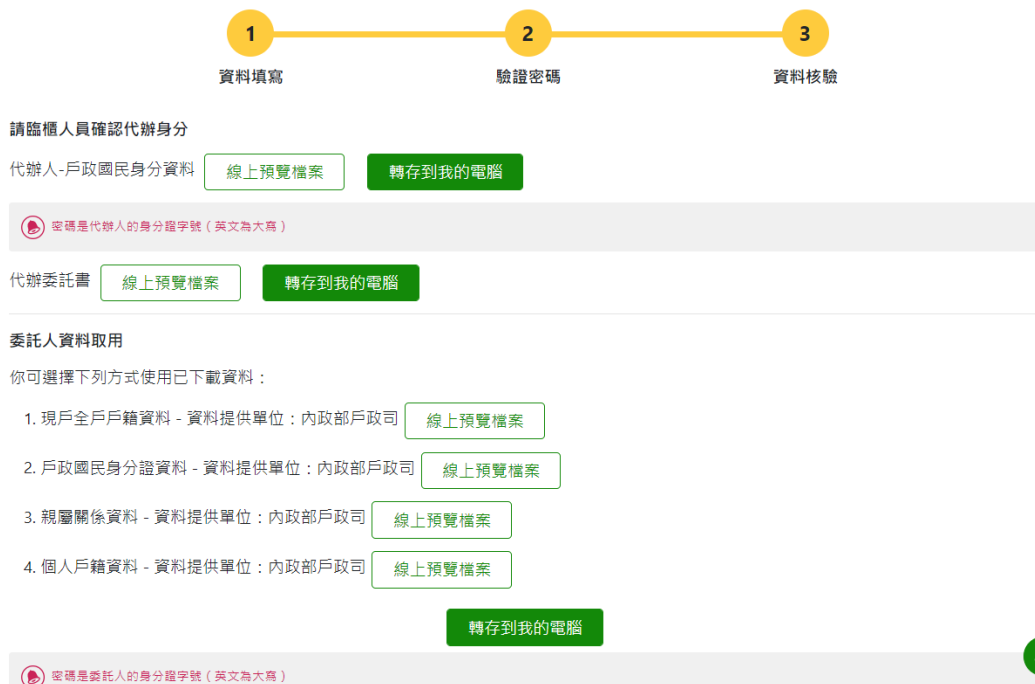 1 2 3
資料填寫 驗證密碼 資料核驗
請臨櫃人員確認代辦身分
代辦人-戶政國民身分資料 線上預覽檔案 轉存到我的電腦
密碼是代辦人的身分證字號（英文為大寫）
代辦委託書 線上預覽檔案 轉存到我的電腦
委託人資料取用
你可選擇下列方式使用已下載資料：
1. 現戶全戶戶籍資料 - 資料提供單位：內政部戶政司 線上預覽檔案
2. 戶政國民身分證資料 - 資料提供單位：內政部戶政司 線上預覽檔案
3. 親屬關係資料 - 資料提供單位：內政部戶政司 線上預覽檔案
4. 個人戶籍資料 - 資料提供單位：內政部戶政司 線上預覽檔案
轉存到我的電腦
密碼是委託人的身分證字號（英文為大寫）